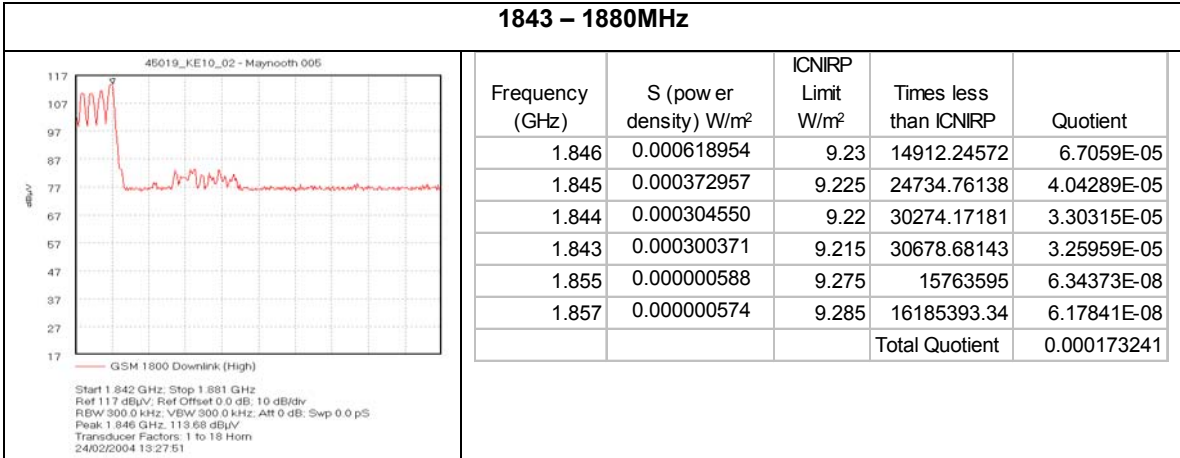 1843 – 1880MHz
45019_KE10_02 - Maynooth 005
117
107
97
87
77
67
57
47
37
27
17
dBµV
GSM 1800 Downlink (High)
Start 1.842 GHz; Stop 1.881 GHz
Ref 117 dBµV; Ref Offset 0.0 dB; 10 dB/div
RBW 300.0 kHz; VBW 300.0 kHz; Att 0 dB; Swp 0.0 pS
Peak 1.846 GHz, 113.68 dBµV
Transducer Factors: 1 to 18 Horn
24/02/2004 13:27:51
Frequency (GHz) S (pow er density) W/m² ICNIRP Limit W/m² Times less than ICNIRP Quotient
1.846 0.000618954 9.23 14912.24572 6.7059E-05
1.845 0.000372957 9.225 24734.76138 4.04289E-05
1.844 0.000304550 9.22 30274.17181 3.30315E-05
1.843 0.000300371 9.215 30678.68143 3.25959E-05
1.855 0.000000588 9.275 15763595 6.34373E-08
1.857 0.000000574 9.285 16185393.34 6.17841E-08
Total Quotient 0.000173241